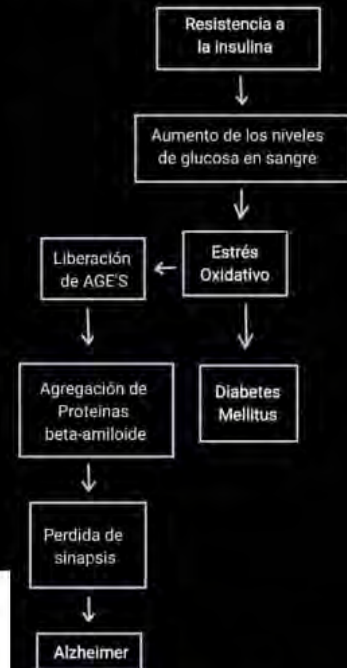 Resistencia a
la insulina
Aumento de los niveles
de glucosa en sangre
Liberación
de AGE'S
Estrés
Oxidativo
Agregación de
Proteinas
beta-amiloide
Diabetes
Mellitus
Perdida de
sinapsis
Alzheimer